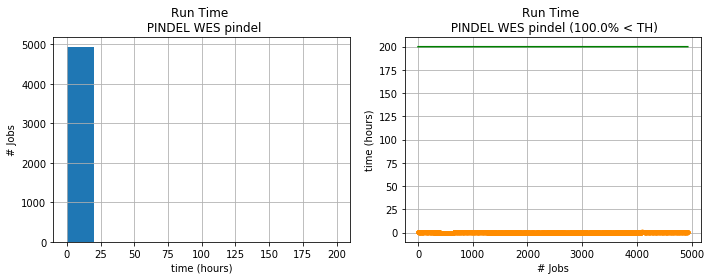 Run Time
PINDEL WES pindel
5000
4000
3000
2000
1000
0
# Jobs
0 25 50 75 100 125 150 175 200
time (hours)
Run Time
PINDEL WES pindel (100.0% < TH)
200
175
150
125
100
75
50
25
0
time (hours)
0 1000 2000 3000 4000 5000
# Jobs